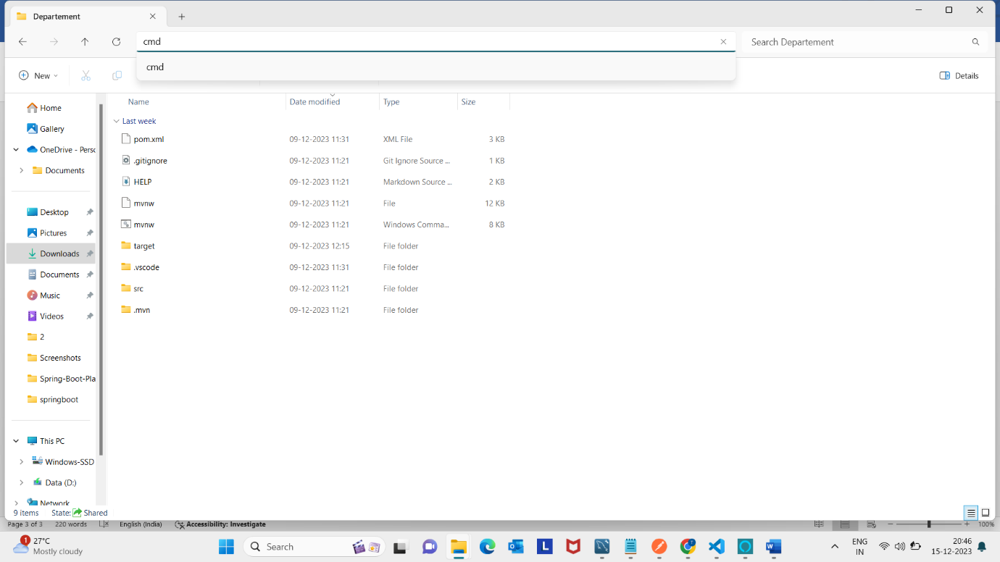 Departement
cmd
Search Departement
cmd
New
Details
Name Date modified Type Size
Last week
pom.xml 09-12-2023 11:31 XML File 3 KB
.gitignore 09-12-2023 11:21 Git Ignore Source ... 1 KB
HELP 09-12-2023 11:21 Markdown Source ... 2 KB
mvnw 09-12-2023 11:21 File 12 KB
mvnw 09-12-2023 11:21 Windows Comma... 8 KB
target 09-12-2023 12:15 File folder
.vscode 09-12-2023 11:31 File folder
src 09-12-2023 11:21 File folder
.mvn 09-12-2023 11:21 File folder
Home
Gallery
OneDrive - Perso
Documents
Desktop
Pictures
Downloads
Documents
Music
Videos
2
Screenshots
Spring-Boot-Pla
springboot
This PC
Windows-SSD
Data (D:)
Network
9 items State: Shared
Page 3 of 3 220 words English (India) Accessibility: Investigate 100%
1
27°C
Mostly cloudy
Search
L
T
W
ENG
IN
20:46
15-12-2023